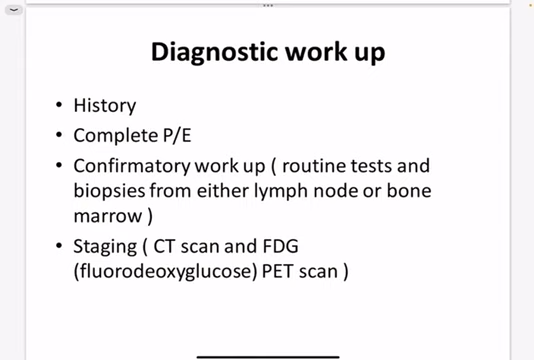 Diagnostic work up
• History
• Complete P/E
• Confirmatory work up ( routine tests and
biopsies from either lymph node or bone
marrow )
• Staging ( CT scan and FDG
(fluorodeoxyglucose) PET scan )